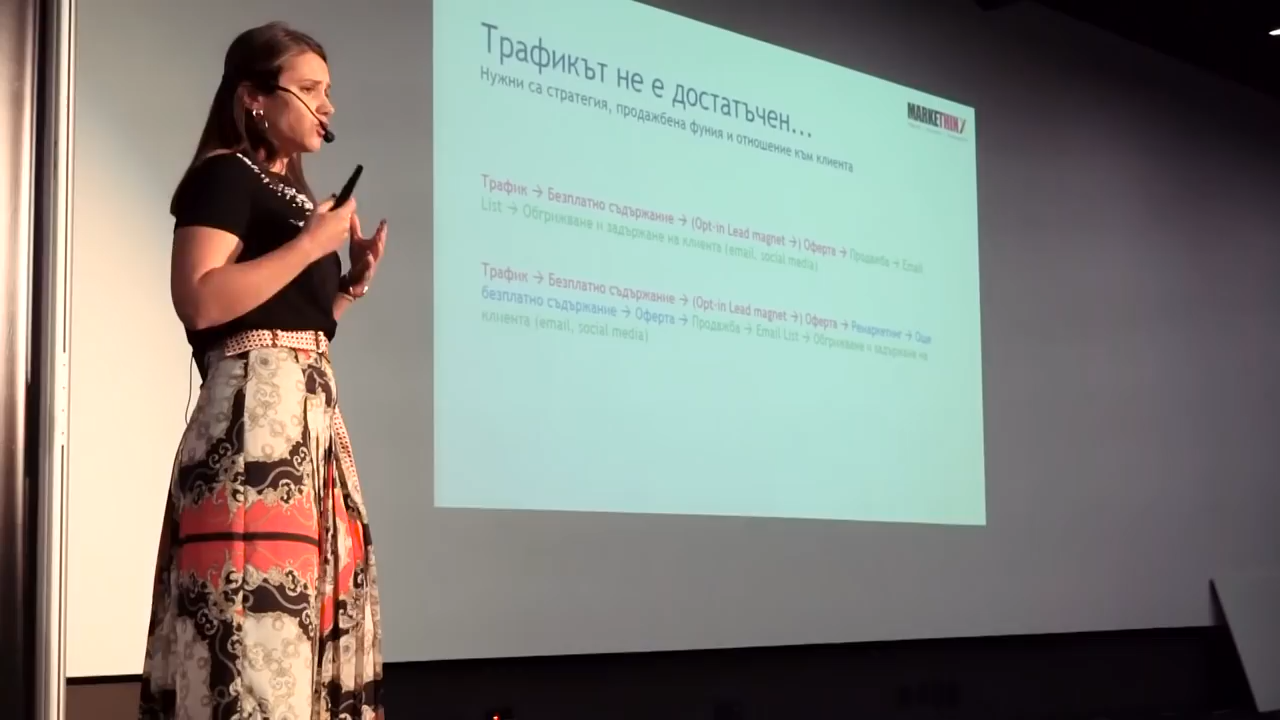 Трафикът не е достатъчен...
Нужни са стратегия, продажбена фуния и отношение към клиента
MARKETHINK
Трафик → Безплатно съдържание → (Opt-in Lead magnet →) Оферта → Продажба → Email
List → Обгрижване и задържане на клиента (email, social media)
Трафик → Безплатно съдържание → (Opt-in Lead magnet →) Оферта → Ремаркетинг → Още
безплатно съдържание → Оферта → Продажба → Email List → Обгрижване и задържане на
клиента (email, social media)